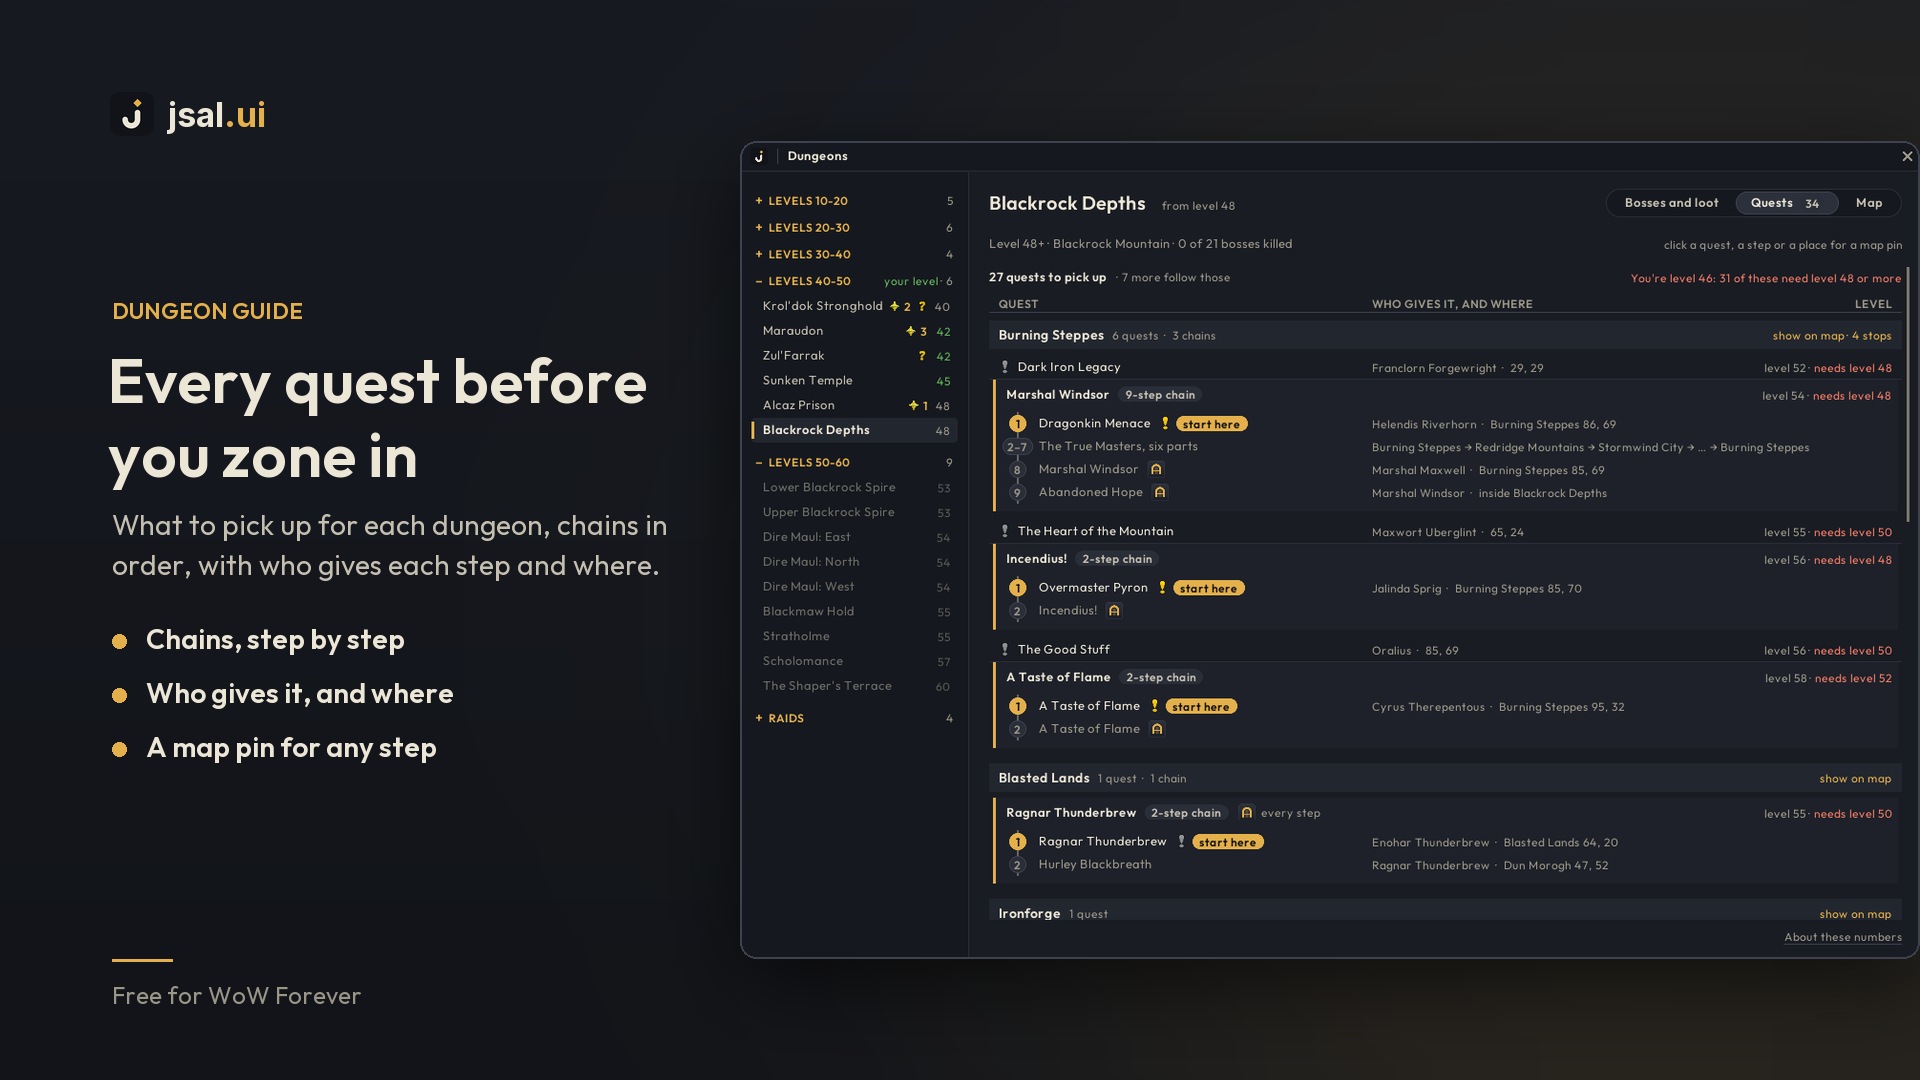 jsal.ui
DUNGEON GUIDE
Every quest before
you zone in
What to pick up for each dungeon, chains in
order, with who gives each step and where.
Chains, step by step
Who gives it, and where
A map pin for any step
Free for WoW Forever
Dungeons
+ LEVELS 10-20 5
+ LEVELS 20-30 6
+ LEVELS 30-40 4
– LEVELS 40-50 your level · 6
Krol'dok Stronghold 2 ? 40
Maraudon 3 42
Zul'Farrak ? 42
Sunken Temple 45
Alcaz Prison 1 48
Blackrock Depths 48
– LEVELS 50-60 9
Lower Blackrock Spire 53
Upper Blackrock Spire 53
Dire Maul: East 54
Dire Maul: North 54
Dire Maul: West 54
Blackmaw Hold 55
Stratholme 55
Scholomance 57
The Shaper's Terrace 60
+ RAIDS 4
Blackrock Depths from level 48
Bosses and loot Quests 34 Map
Level 48+ · Blackrock Mountain · 0 of 21 bosses killed
click a quest, a step or a place for a map pin
27 quests to pick up · 7 more follow those
You're level 46: 31 of these need level 48 or more
QUEST WHO GIVES IT, AND WHERE LEVEL
Burning Steppes 6 quests · 3 chains show on map · 4 stops
! Dark Iron Legacy Franclorn Forgewright · 29, 29 level 52 · needs level 48
Marshal Windsor 9-step chain level 54 · needs level 48
1 Dragonkin Menace ! start here Helendis Riverhorn · Burning Steppes 86, 69
2–7 The True Masters, six parts Burning Steppes → Redridge Mountains → Stormwind City → ... → Burning Steppes
8 Marshal Windsor Marshal Maxwell · Burning Steppes 85, 69
9 Abandoned Hope Marshal Windsor · inside Blackrock Depths
! The Heart of the Mountain Maxwort Uberglint · 65, 24 level 55 · needs level 50
Incendius! 2-step chain level 56 · needs level 48
1 Overmaster Pyron ! start here Jalinda Sprig · Burning Steppes 85, 70
2 Incendius!
! The Good Stuff Oralius · 85, 69 level 56 · needs level 50
A Taste of Flame 2-step chain level 58 · needs level 52
1 A Taste of Flame ! start here Cyrus Therepentous · Burning Steppes 95, 32
2 A Taste of Flame
Blasted Lands 1 quest · 1 chain show on map
Ragnar Thunderbrew 2-step chain every step level 55 · needs level 50
1 Ragnar Thunderbrew ! start here Enohar Thunderbrew · Blasted Lands 64, 20
2 Hurley Blackbreath Ragnar Thunderbrew · Dun Morogh 47, 52
Ironforge 1 quest show on map
About these numbers